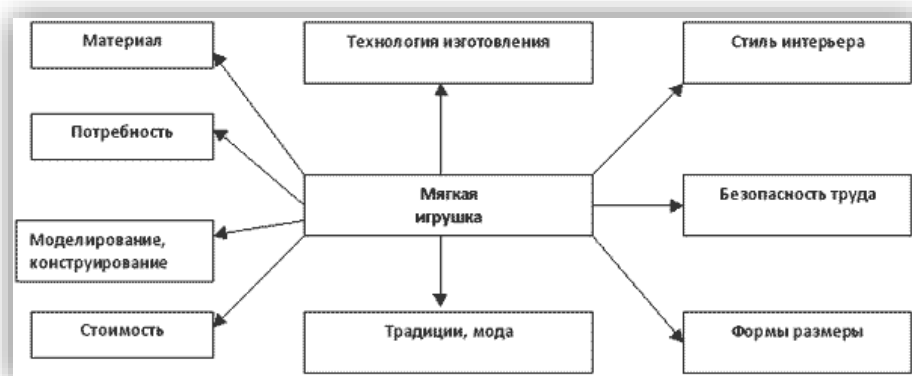 Материал
Технология изготовления
Стиль интерьера
Потребность
Мягкая
игрушка
Безопасность труда
Моделирование,
конструирование
Стоимость
Традиции, мода
Формы размеры